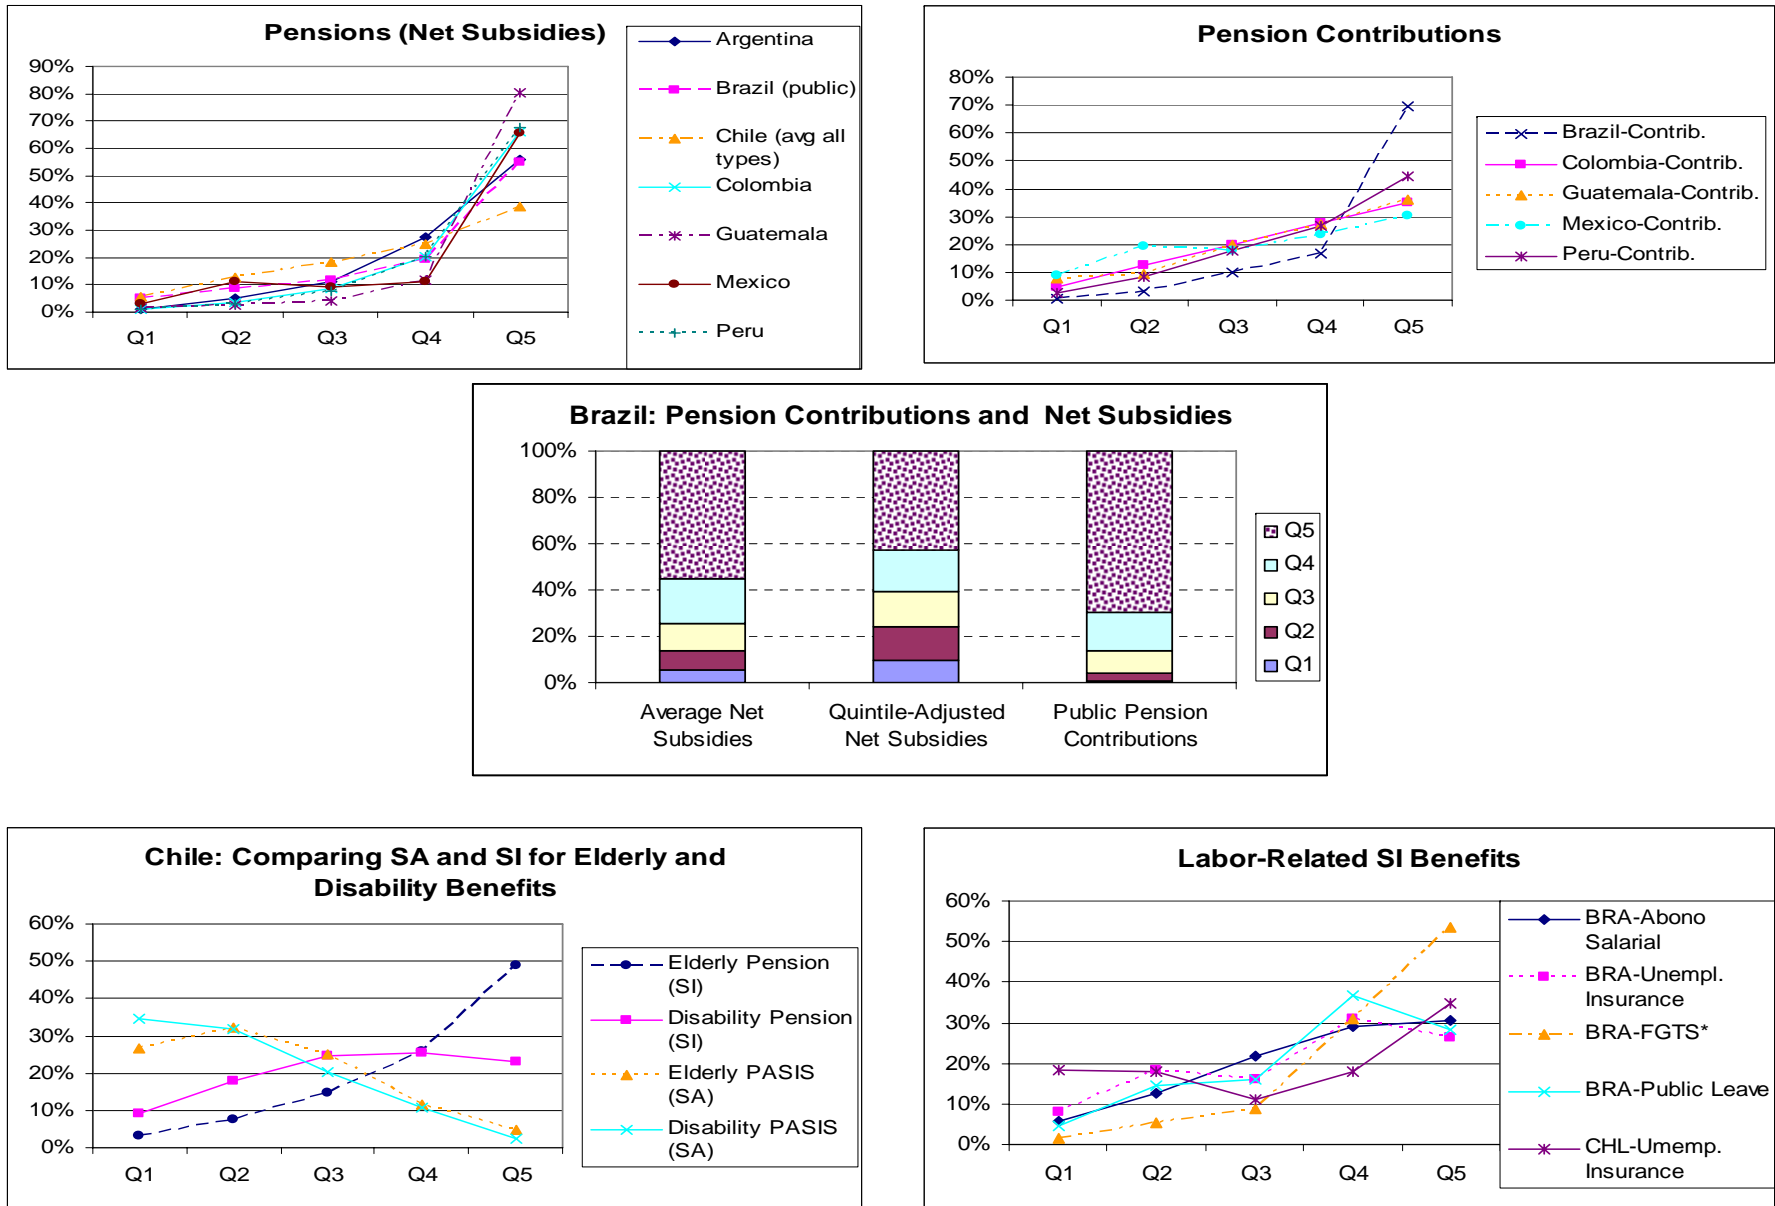 Pensions (Net Subsidies)
90%
80%
70%
60%
50%
40%
30%
20%
10%
0%
Q1 Q2 Q3 Q4 Q5
Argentina
Brazil (public)
Chile (avg all
types)
Colombia
Guatemala
Mexico
Peru
Pension Contributions
80%
70%
60%
50%
40%
30%
20%
10%
0%
Q1 Q2 Q3 Q4 Q5
Brazil-Contrib.
Colombia-Contrib.
Guatemala-Contrib.
Mexico-Contrib.
Peru-Contrib.
Brazil: Pension Contributions and Net Subsidies
100%
80%
60%
40%
20%
0%
Average Net
Subsidies
Quintile-Adjusted
Net Subsidies
Public Pension
Contributions
Q5
Q4
Q3
Q2
Q1
Chile: Comparing SA and SI for Elderly and
Disability Benefits
60%
50%
40%
30%
20%
10%
0%
Q1 Q2 Q3 Q4 Q5
Elderly Pension
(SI)
Disability Pension
(SI)
Elderly PASIS
(SA)
Disability PASIS
(SA)
Labor-Related SI Benefits
60%
50%
40%
30%
20%
10%
0%
Q1 Q2 Q3 Q4 Q5
BRA-Abono
Salarial
BRA-Unempl.
Insurance
BRA-FGTS*
BRA-Public Leave
CHL-Umemp.
Insurance